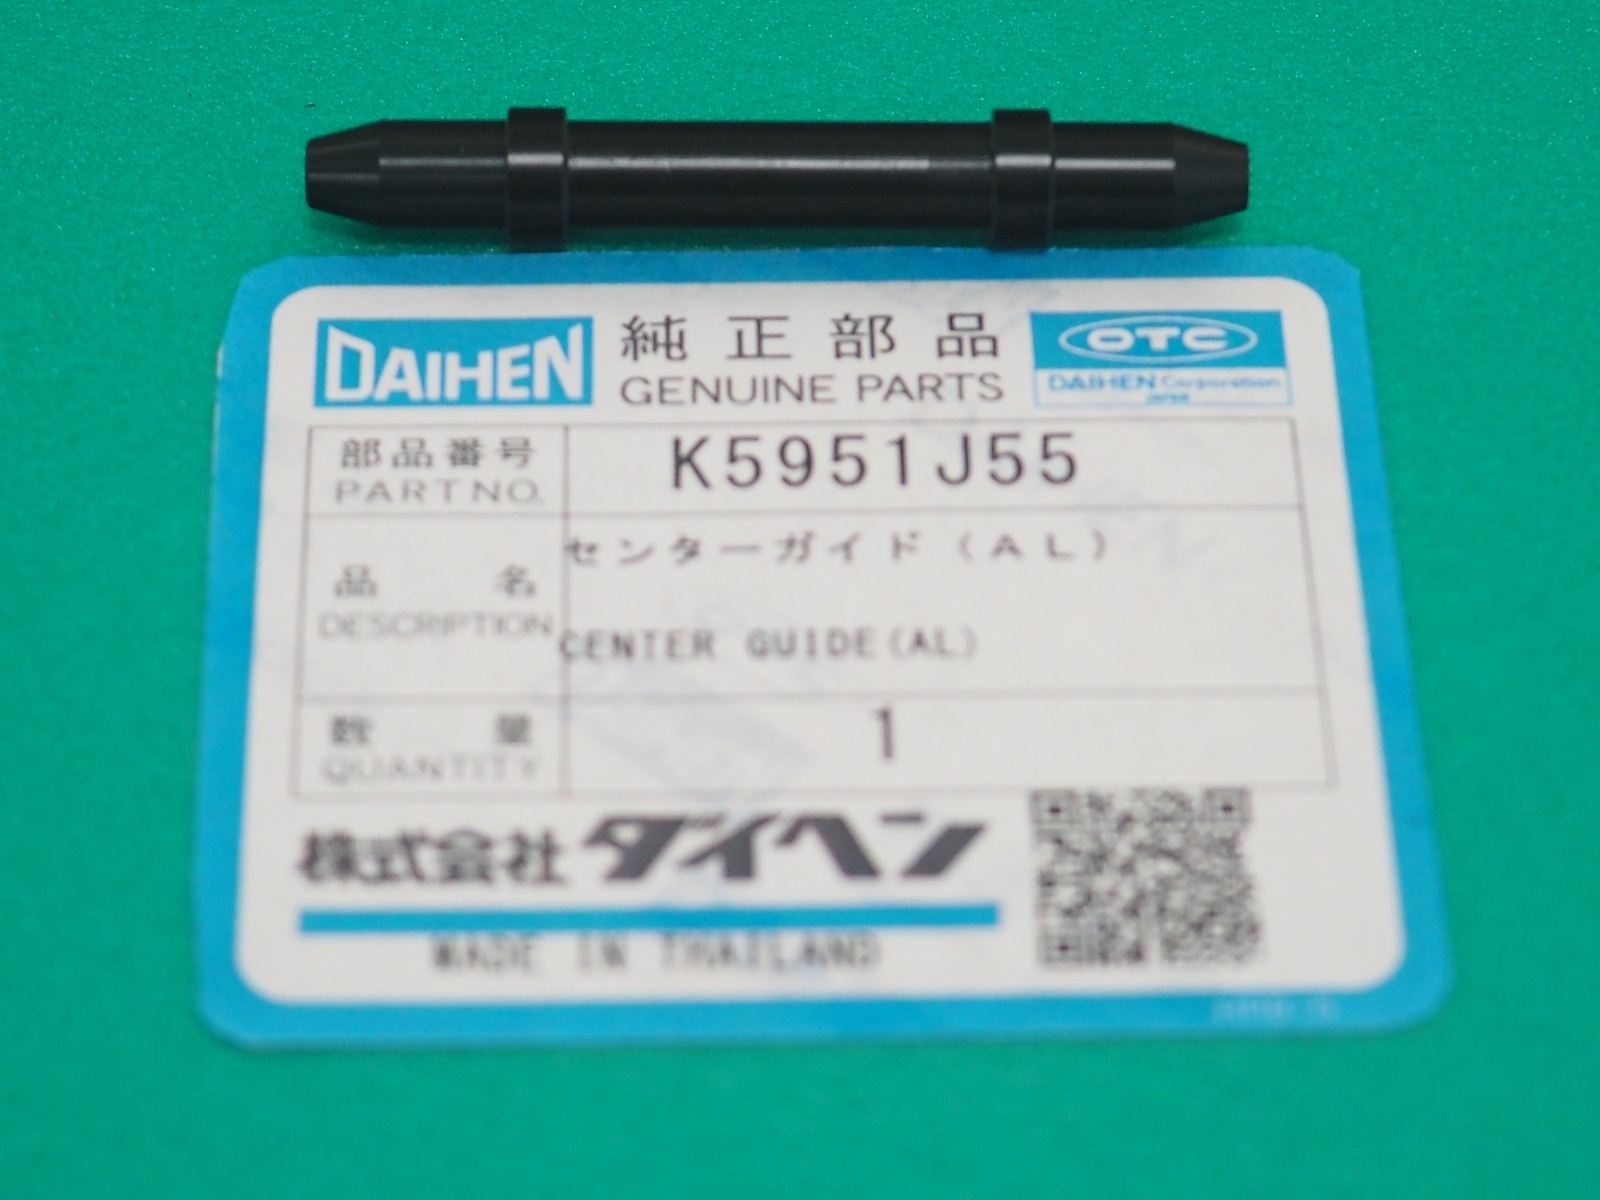 DAIHEN
純正部品
GENUINE PARTS
OTC
DAIHEN Corporation
部品番号
PART NO.
K5951J55
品名
DESCRIPTION
センターガイド(AL)
CENTER GUIDE(AL)
数量
QUANTITY
1
株式会社ダイヘン
MADE IN THAILAND